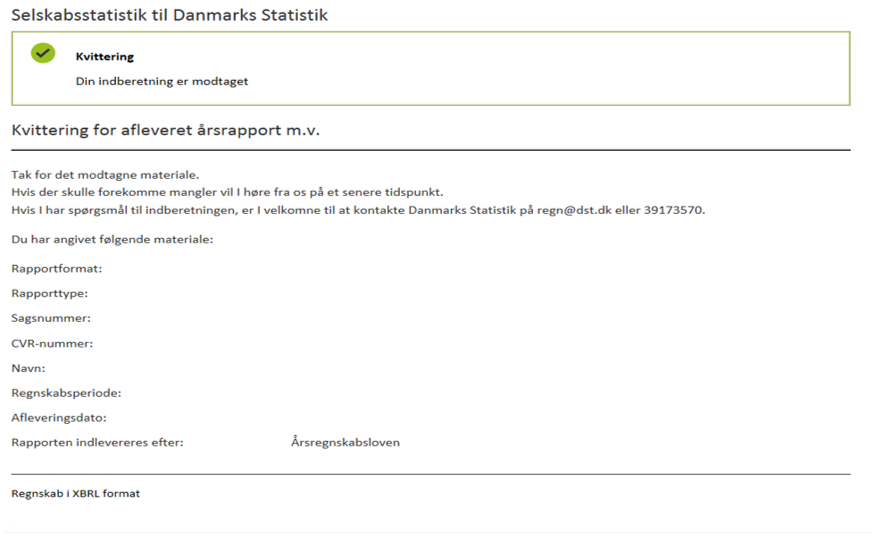 Selskabsstatistik til Danmarks Statistik
Kvittering
Din indberetning er modtaget
Kvittering for afleveret årsrapport m.v.
Tak for det modtagne materiale.
Hvis der skulle forekomme mangler vil I høre fra os på et senere tidspunkt.
Hvis I har spørgsmål til indberetningen, er I velkomne til at kontakte Danmarks Statistik på regn@dst.dk eller 39173570.
Du har angivet følgende materiale:
Rapportformat:
Rapporttype:
Sagsnummer:
CVR-nummer:
Navn:
Regnskabsperiode:
Afleveringsdato:
Rapporten indlevereres efter: Årsregnskabsloven
Regnskab i XBRL format